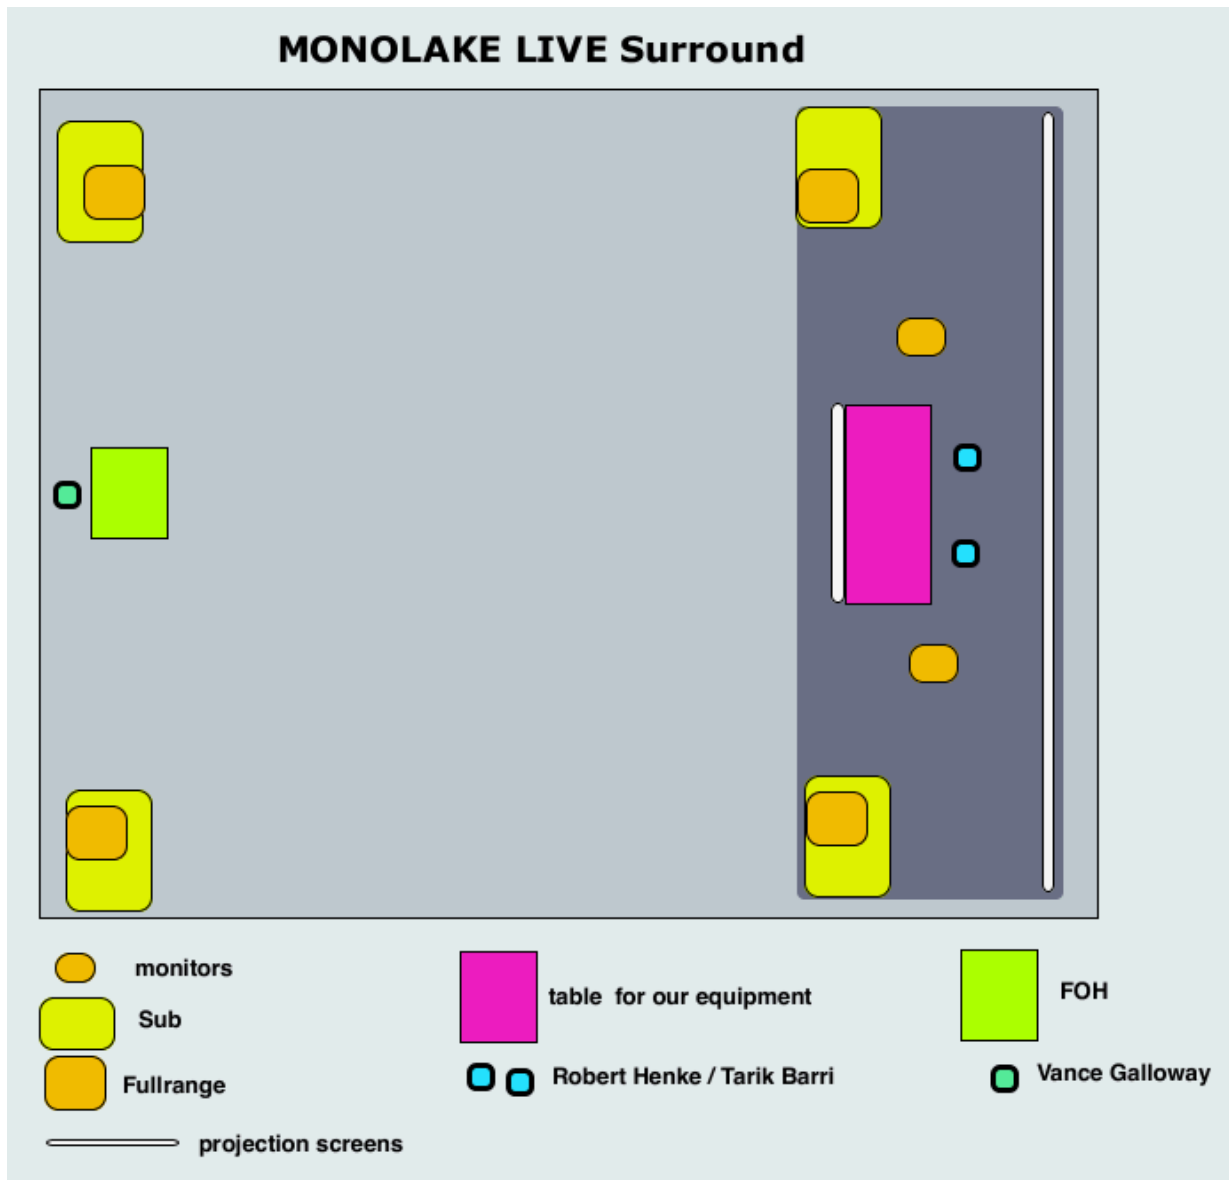 MONOLAKE LIVE Surround
monitors
Sub
Fullrange
projection screens
table for our equipment
Robert Henke / Tarik Barri
FOH
Vance Galloway